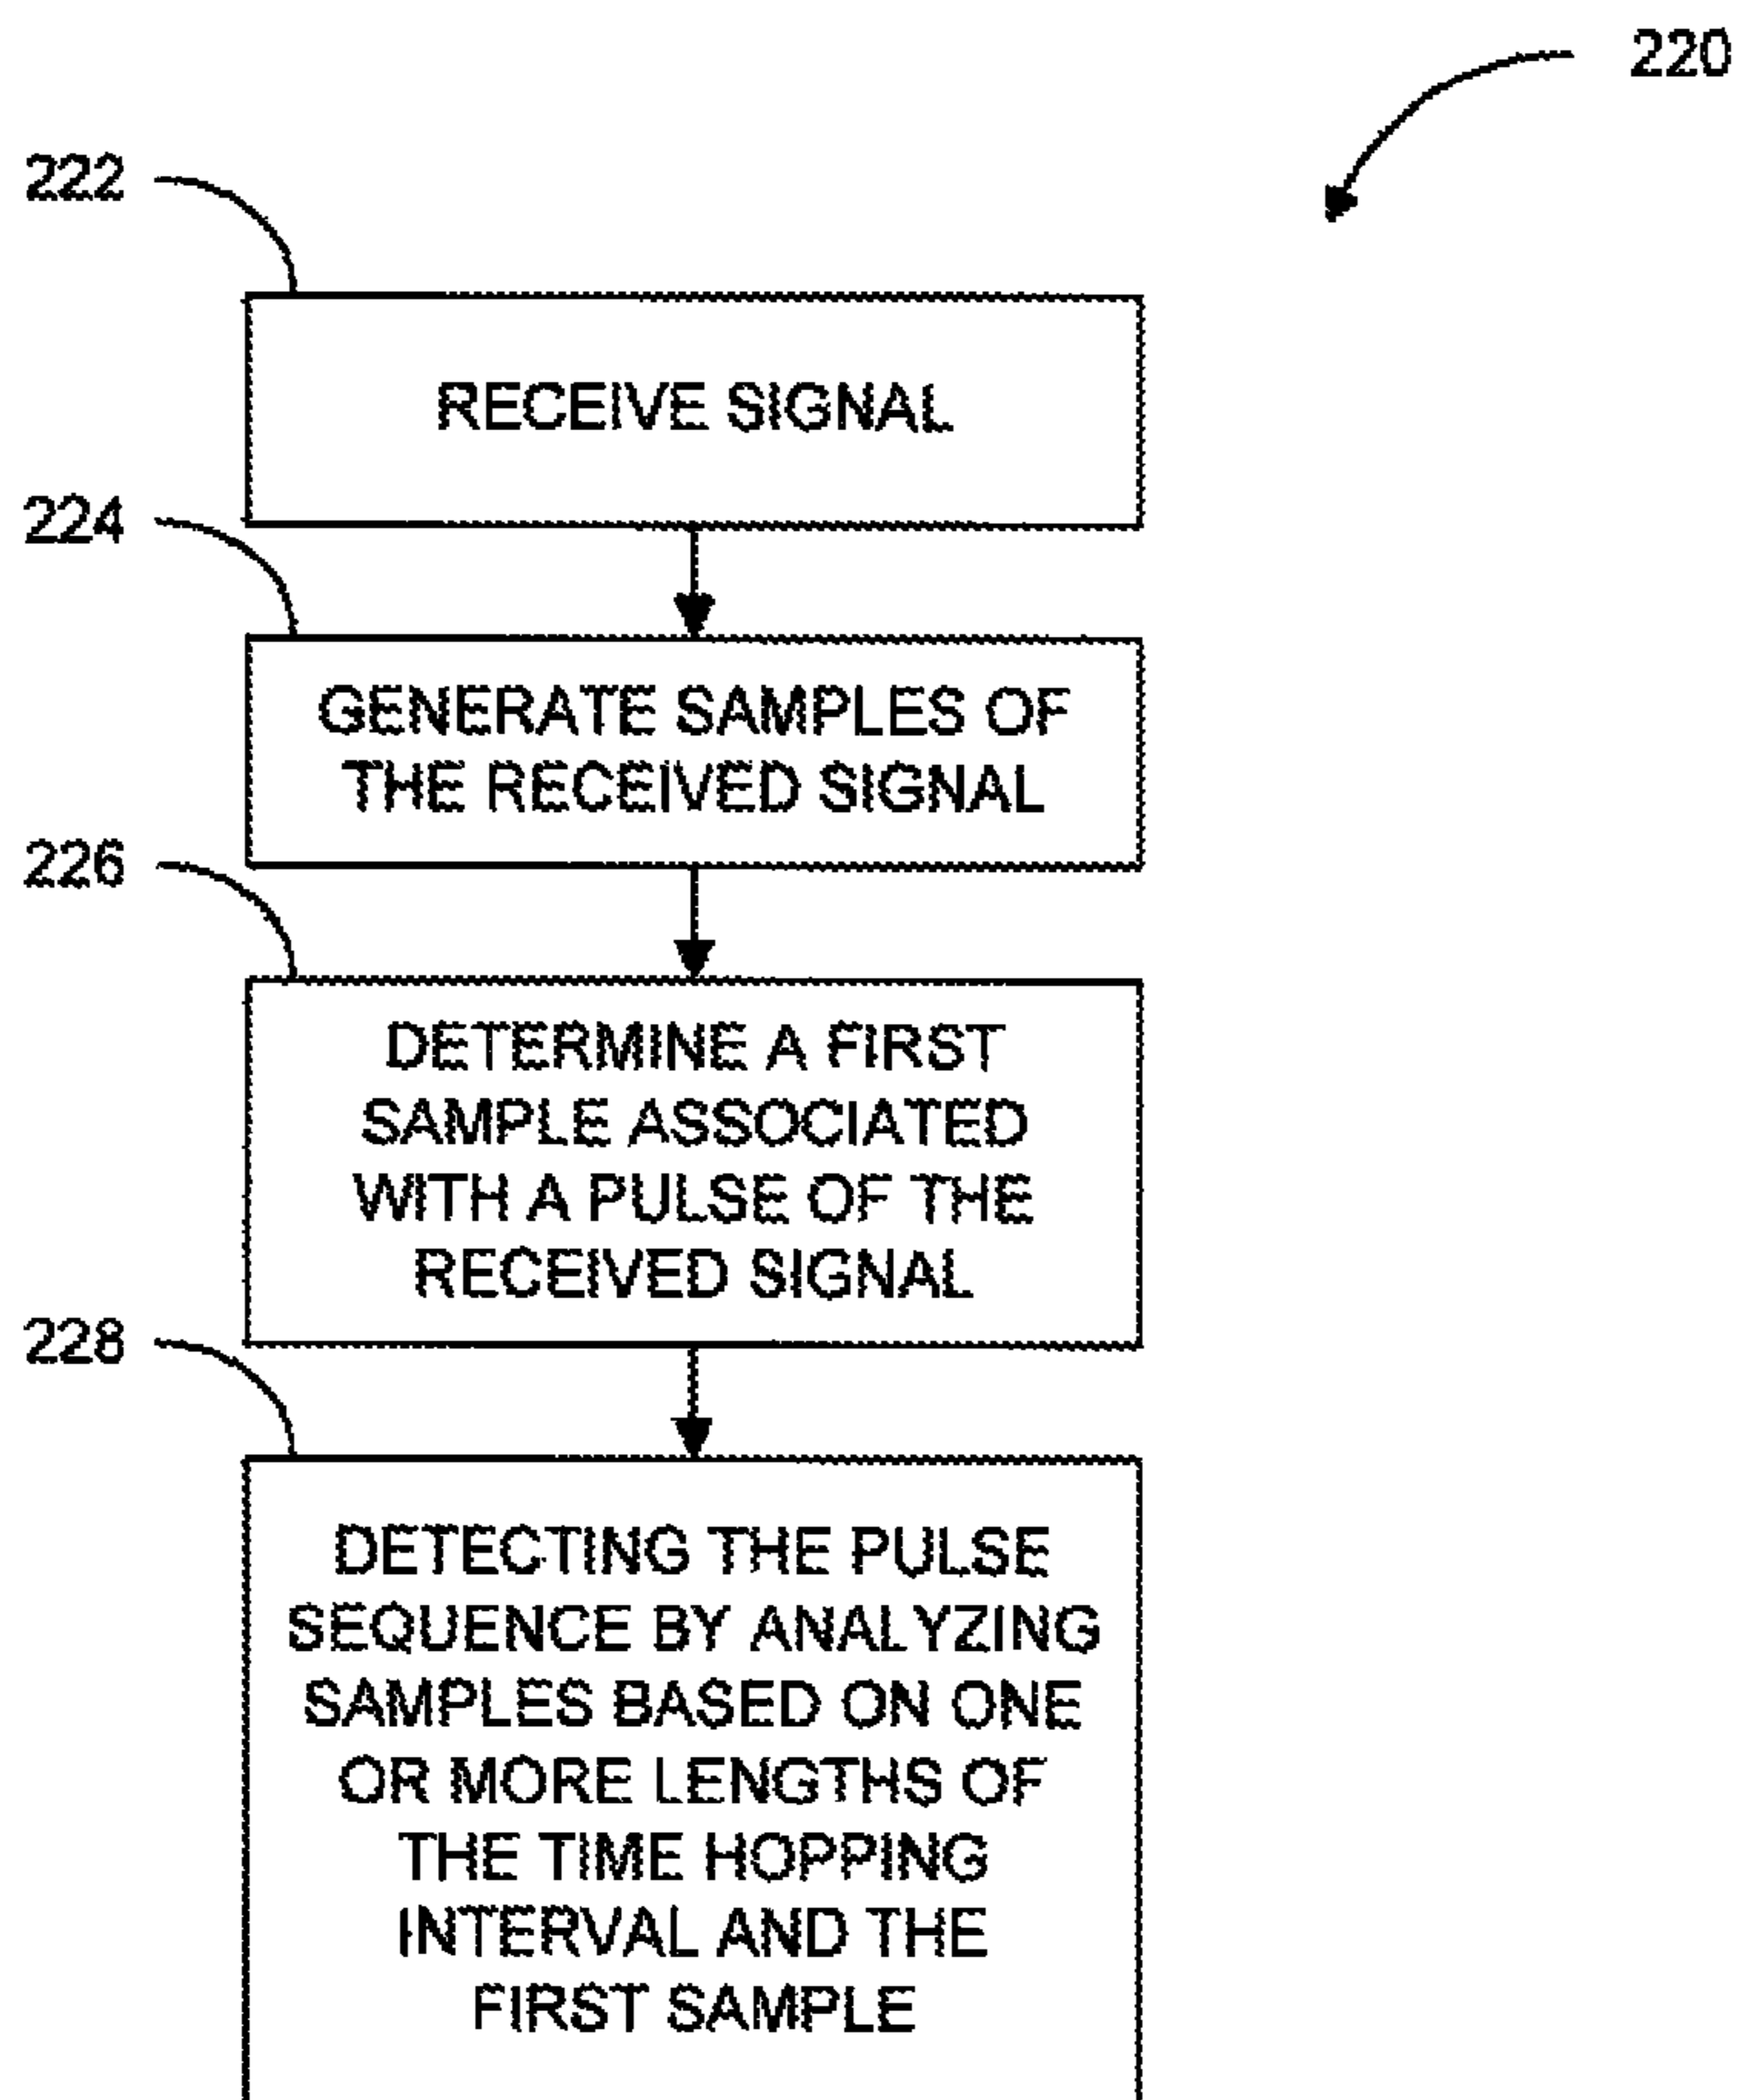 220
222
RECEIVE SIGNAL
224
GENERATE SAMPLES OF
THE RECEIVED SIGNAL
226
DETERMINE A FIRST
SAMPLE ASSOCIATED
WITH A PULSE OF THE
RECEIVED SIGNAL
228
DETECTING THE PULSE
SEQUENCE BY ANALYZING
SAMPLES BASED ON ONE
OR MORE LENGTHS OF
THE TIME HOPPING
INTERVAL AND THE
FIRST SAMPLE